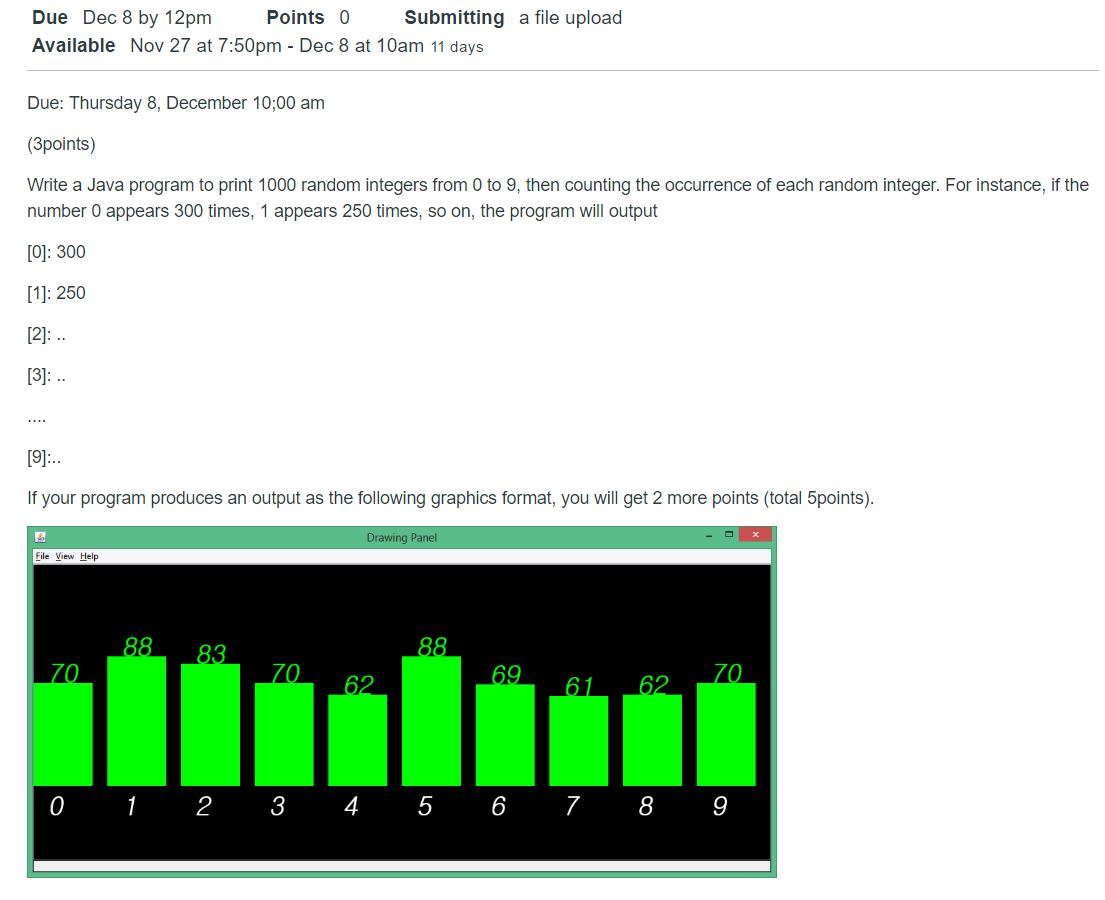 Due Dec 8 by 12pm Points 0 Submitting a file upload
Available Nov 27 at 7:50pm - Dec 8 at 10am 11 days
Due: Thursday 8, December 10;00 am
(3points)
Write a Java program to print 1000 random integers from 0 to 9, then counting the occurrence of each random integer. For instance, if the
number 0 appears 300 times, 1 appears 250 times, so on, the program will output
[0]: 300
[1]: 250
[2]: ..
[3]: ..
....
[9]:..
If your program produces an output as the following graphics format, you will get 2 more points (total 5points).
Drawing Panel
File View Help
70 88 83 70 62 88 69 61 62 70
0 1 2 3 4 5 6 7 8 9